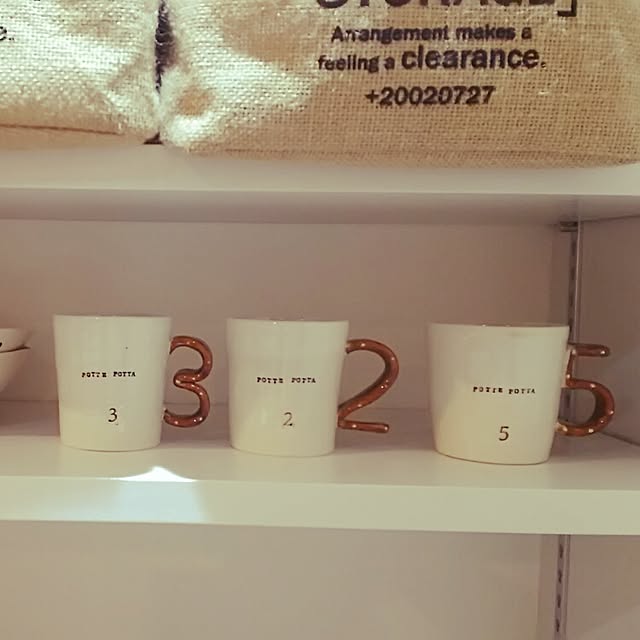 Arrangement makes a
feeling a clearance.
+20020727
POTTE POTTA
3
POTTE POTTA
2
POTTE POTTA
5